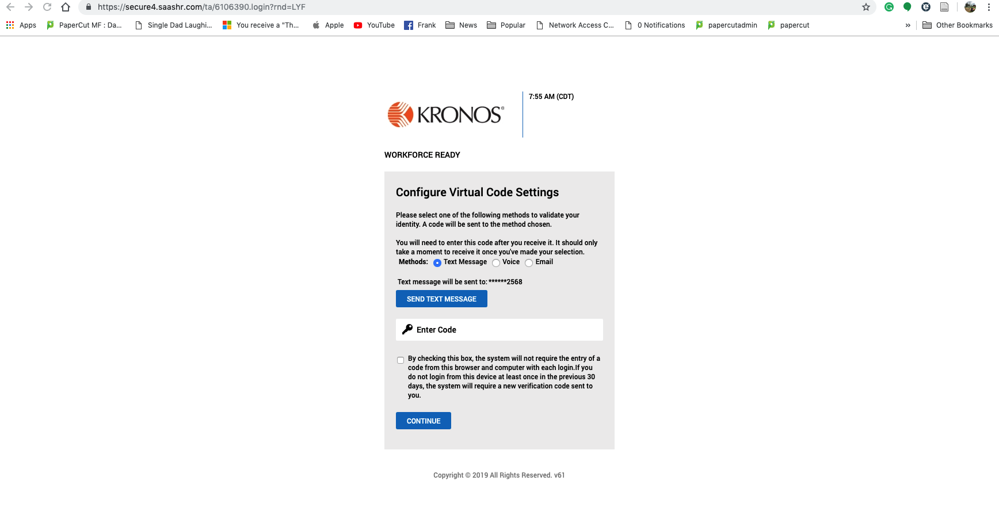 https://secure4.saashr.com/ta/6106390.login?rnd=LYF
Apps PaperCut MF : Da... Single Dad Laughi... You receive a "Th... Apple YouTube Frank News Popular Network Access C... 0 Notifications papercutadmin papercut » Other Bookmarks
7:55 AM (CDT)
KRONOS®
WORKFORCE READY
Configure Virtual Code Settings
Please select one of the following methods to validate your
identity. A code will be sent to the method chosen.
You will need to enter this code after you receive it. It should only
take a moment to receive it once you've made your selection.
Methods: Text Message Voice Email
Text message will be sent to: ******2568
SEND TEXT MESSAGE
Enter Code
By checking this box, the system will not require the entry of a
code from this browser and computer with each login.If you
do not login from this device at least once in the previous 30
days, the system will require a new verification code sent to
you.
CONTINUE
Copyright © 2019 All Rights Reserved. v61